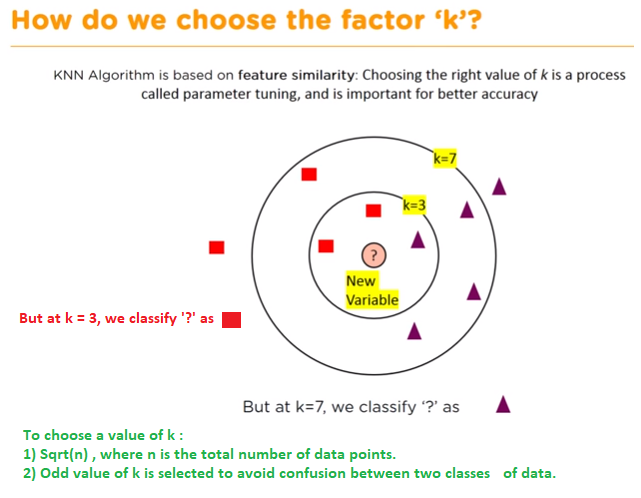 How do we choose the factor ‘k’?
KNN Algorithm is based on feature similarity: Choosing the right value of k is a process
called parameter tuning, and is important for better accuracy
k=7
k=3
?
New
Variable
But at k = 3, we classify '?' as
But at k=7, we classify ‘?’ as
To choose a value of k :
1) Sqrt(n) , where n is the total number of data points.
2) Odd value of k is selected to avoid confusion between two classes of data.